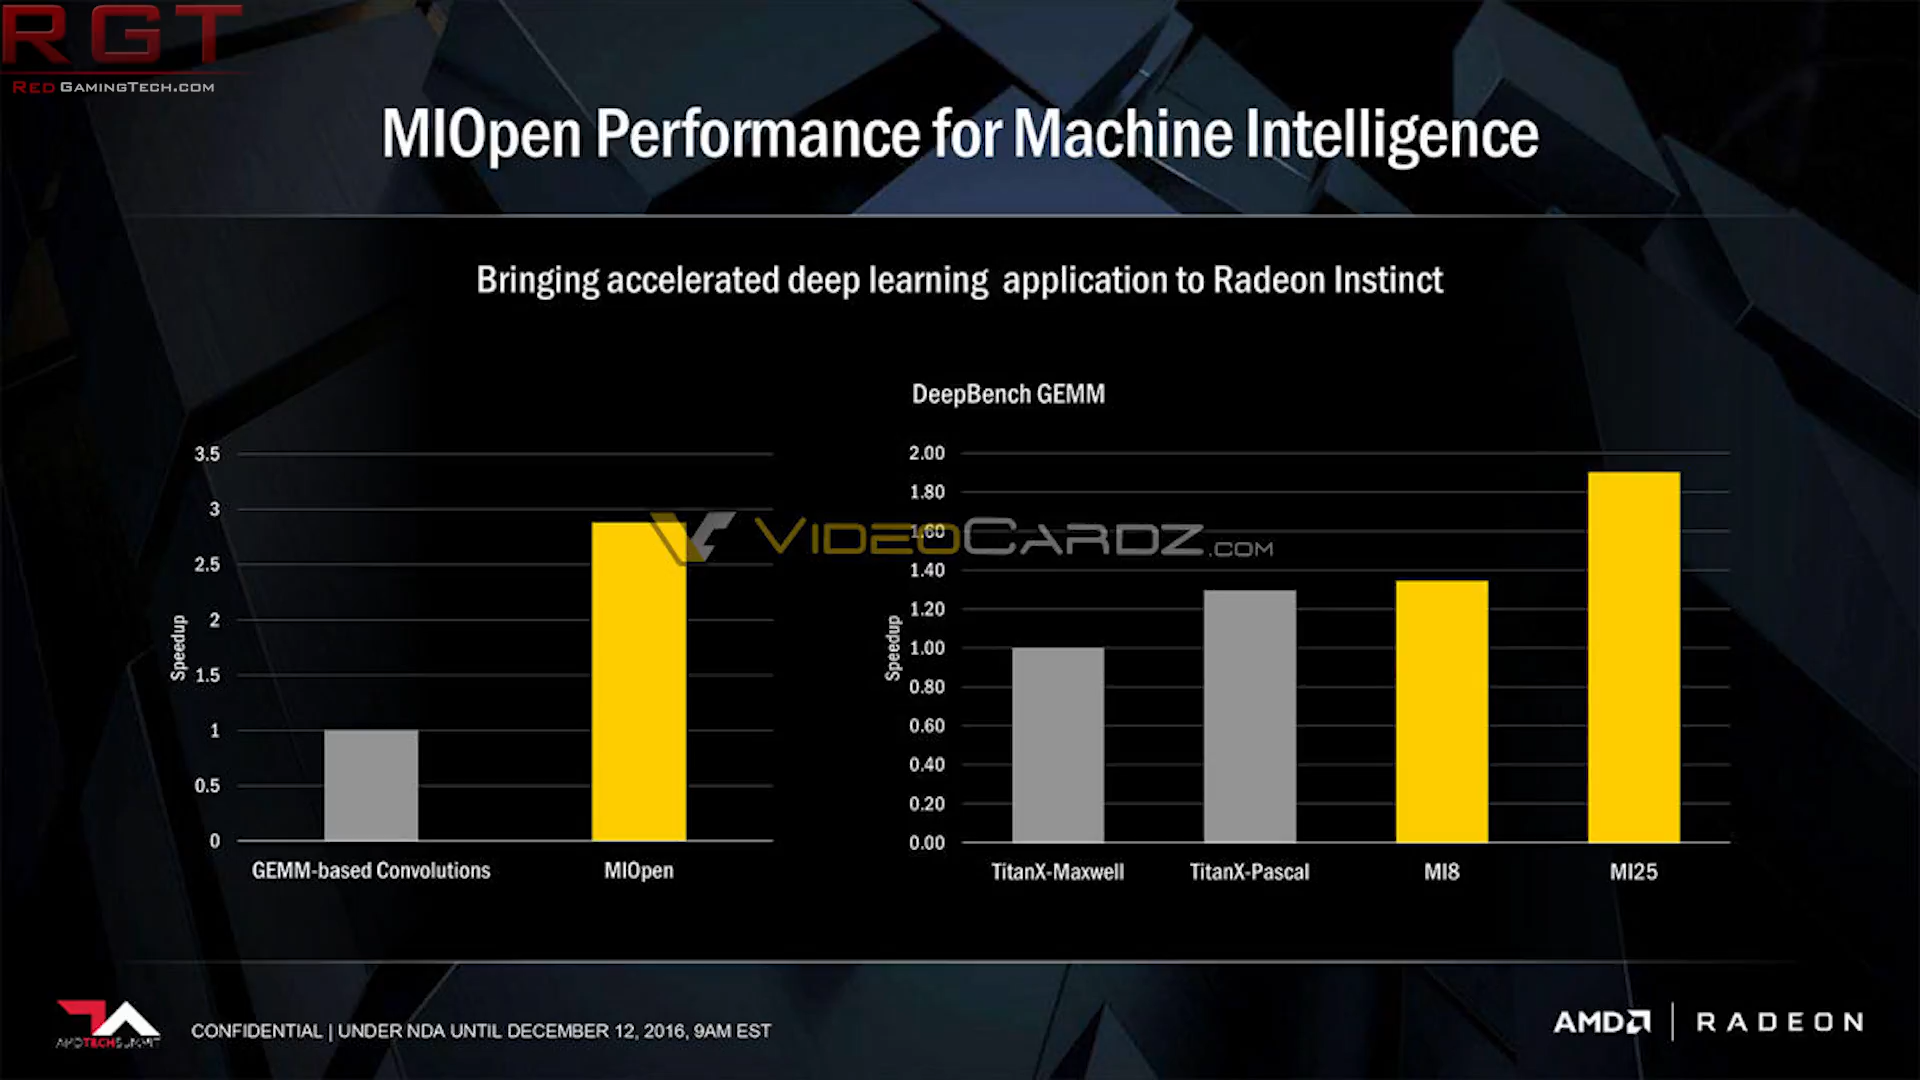 RGT
REDGAMINGTECH.COM
MIOpen Performance for Machine Intelligence
Bringing accelerated deep learning application to Radeon Instinct
3.5
3
2.5
2
1.5
1
0.5
0
Speedup
GEMM-based Convolutions
MIOpen
DeepBench GEMM
2.00
1.80
1.60
1.40
1.20
1.00
0.80
0.60
0.40
0.20
0.00
Speedup
TitanX-Maxwell
TitanX-Pascal
MI8
MI25
VIDEOCARDZ.COM
AMDTECHSUMMIT
CONFIDENTIAL | UNDER NDA UNTIL DECEMBER 12, 2016, 9AM EST
AMD | RADEON